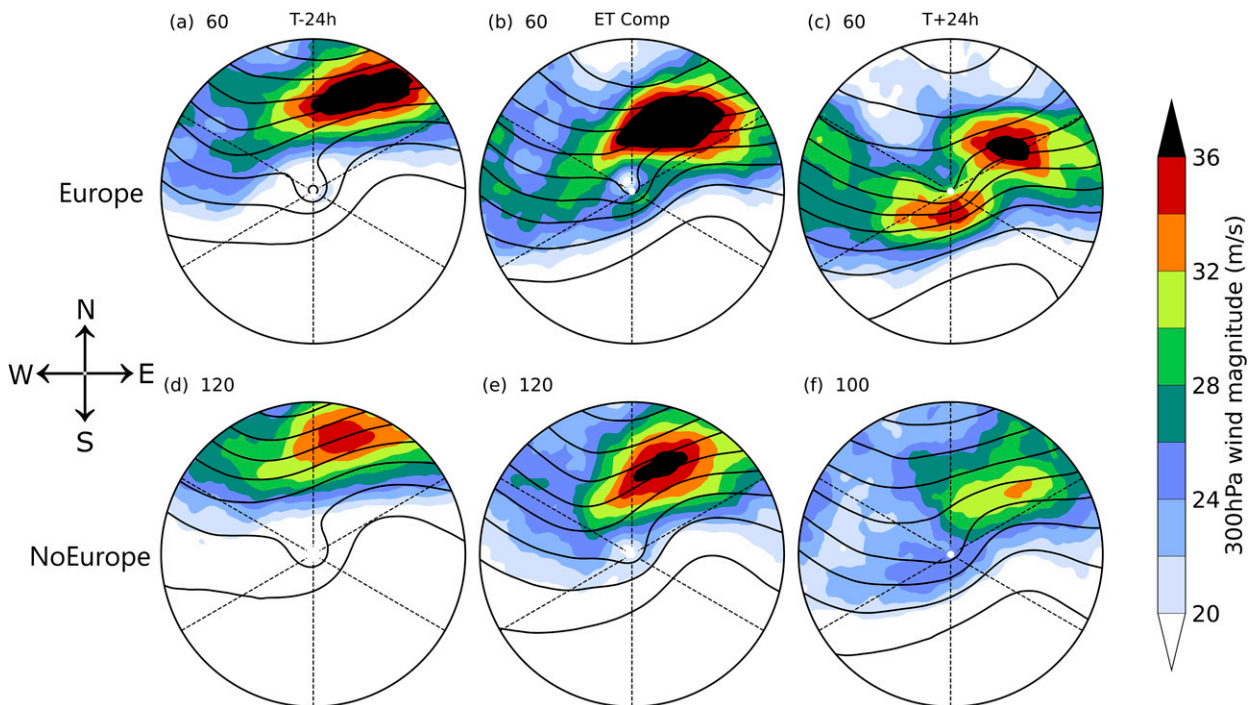 (a) 60 T-24h
(b) 60 ET Comp
(c) 60 T+24h
Europe
N
W E
S
(d) 120
(e) 120
(f) 100
NoEurope
36
32
28
24
20
300hPa wind magnitude (m/s)